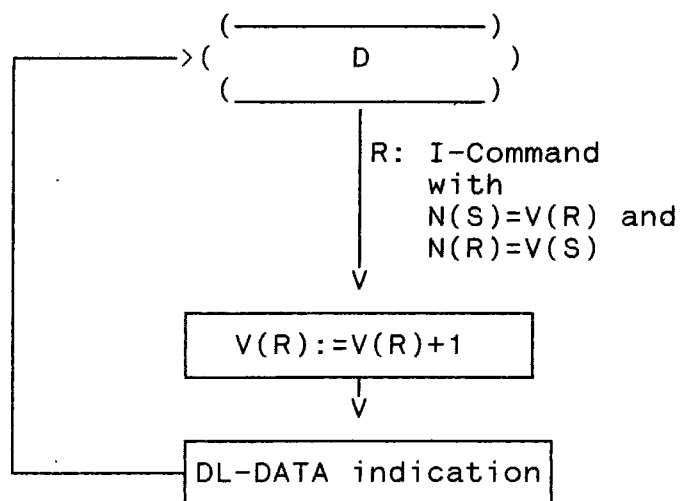 D
R: I-Command
with
N(S)=V(R) and
N(R)=V(S)
V(R):=V(R)+1
DL-DATA indication